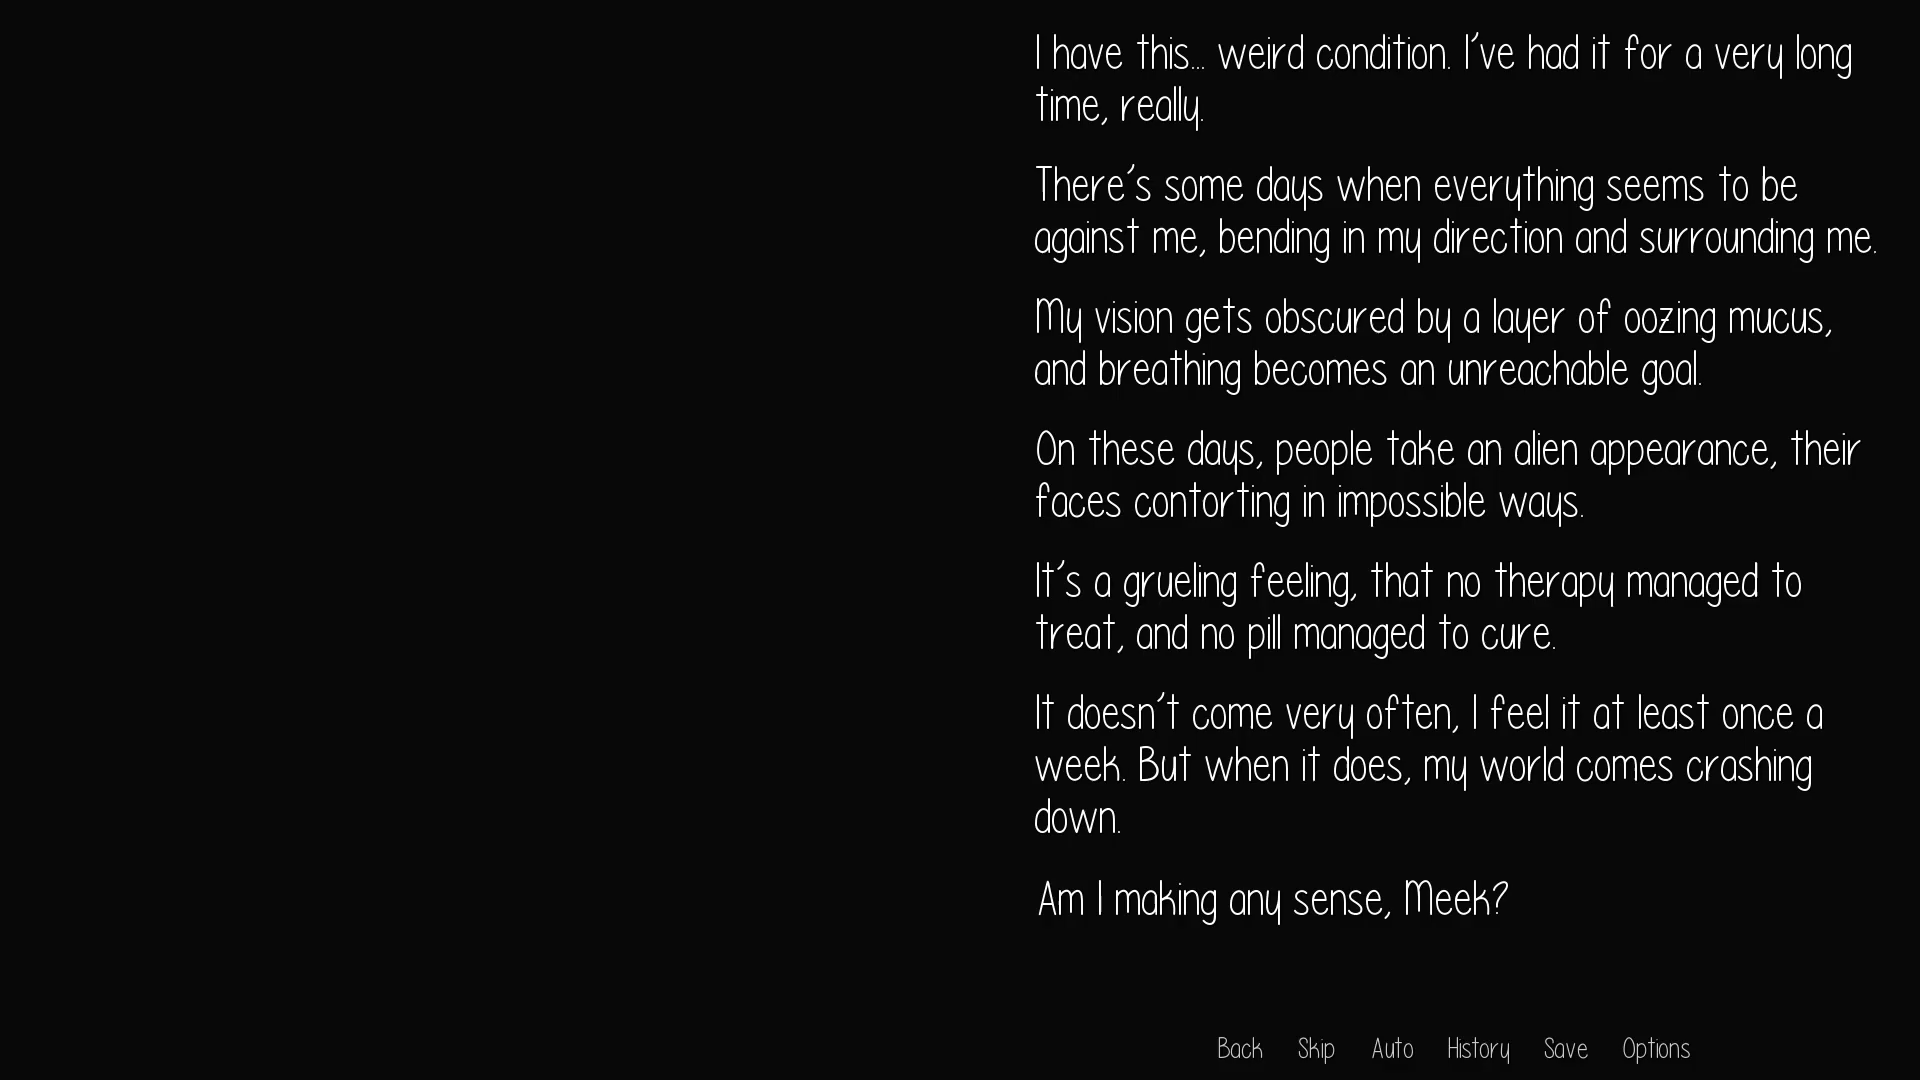 I have this... weird condition. I've had it for a very long
time, really.
There's some days when everything seems to be
against me, bending in my direction and surrounding me.
My vision gets obscured by a layer of oozing mucus,
and breathing becomes an unreachable goal.
On these days, people take an alien appearance, their
faces contorting in impossible ways.
It's a grueling feeling, that no therapy managed to
treat, and no pill managed to cure.
It doesn't come very often, I feel it at least once a
week. But when it does, my world comes crashing
down.
Am I making any sense, Meek?
Back Skip Auto History Save Options